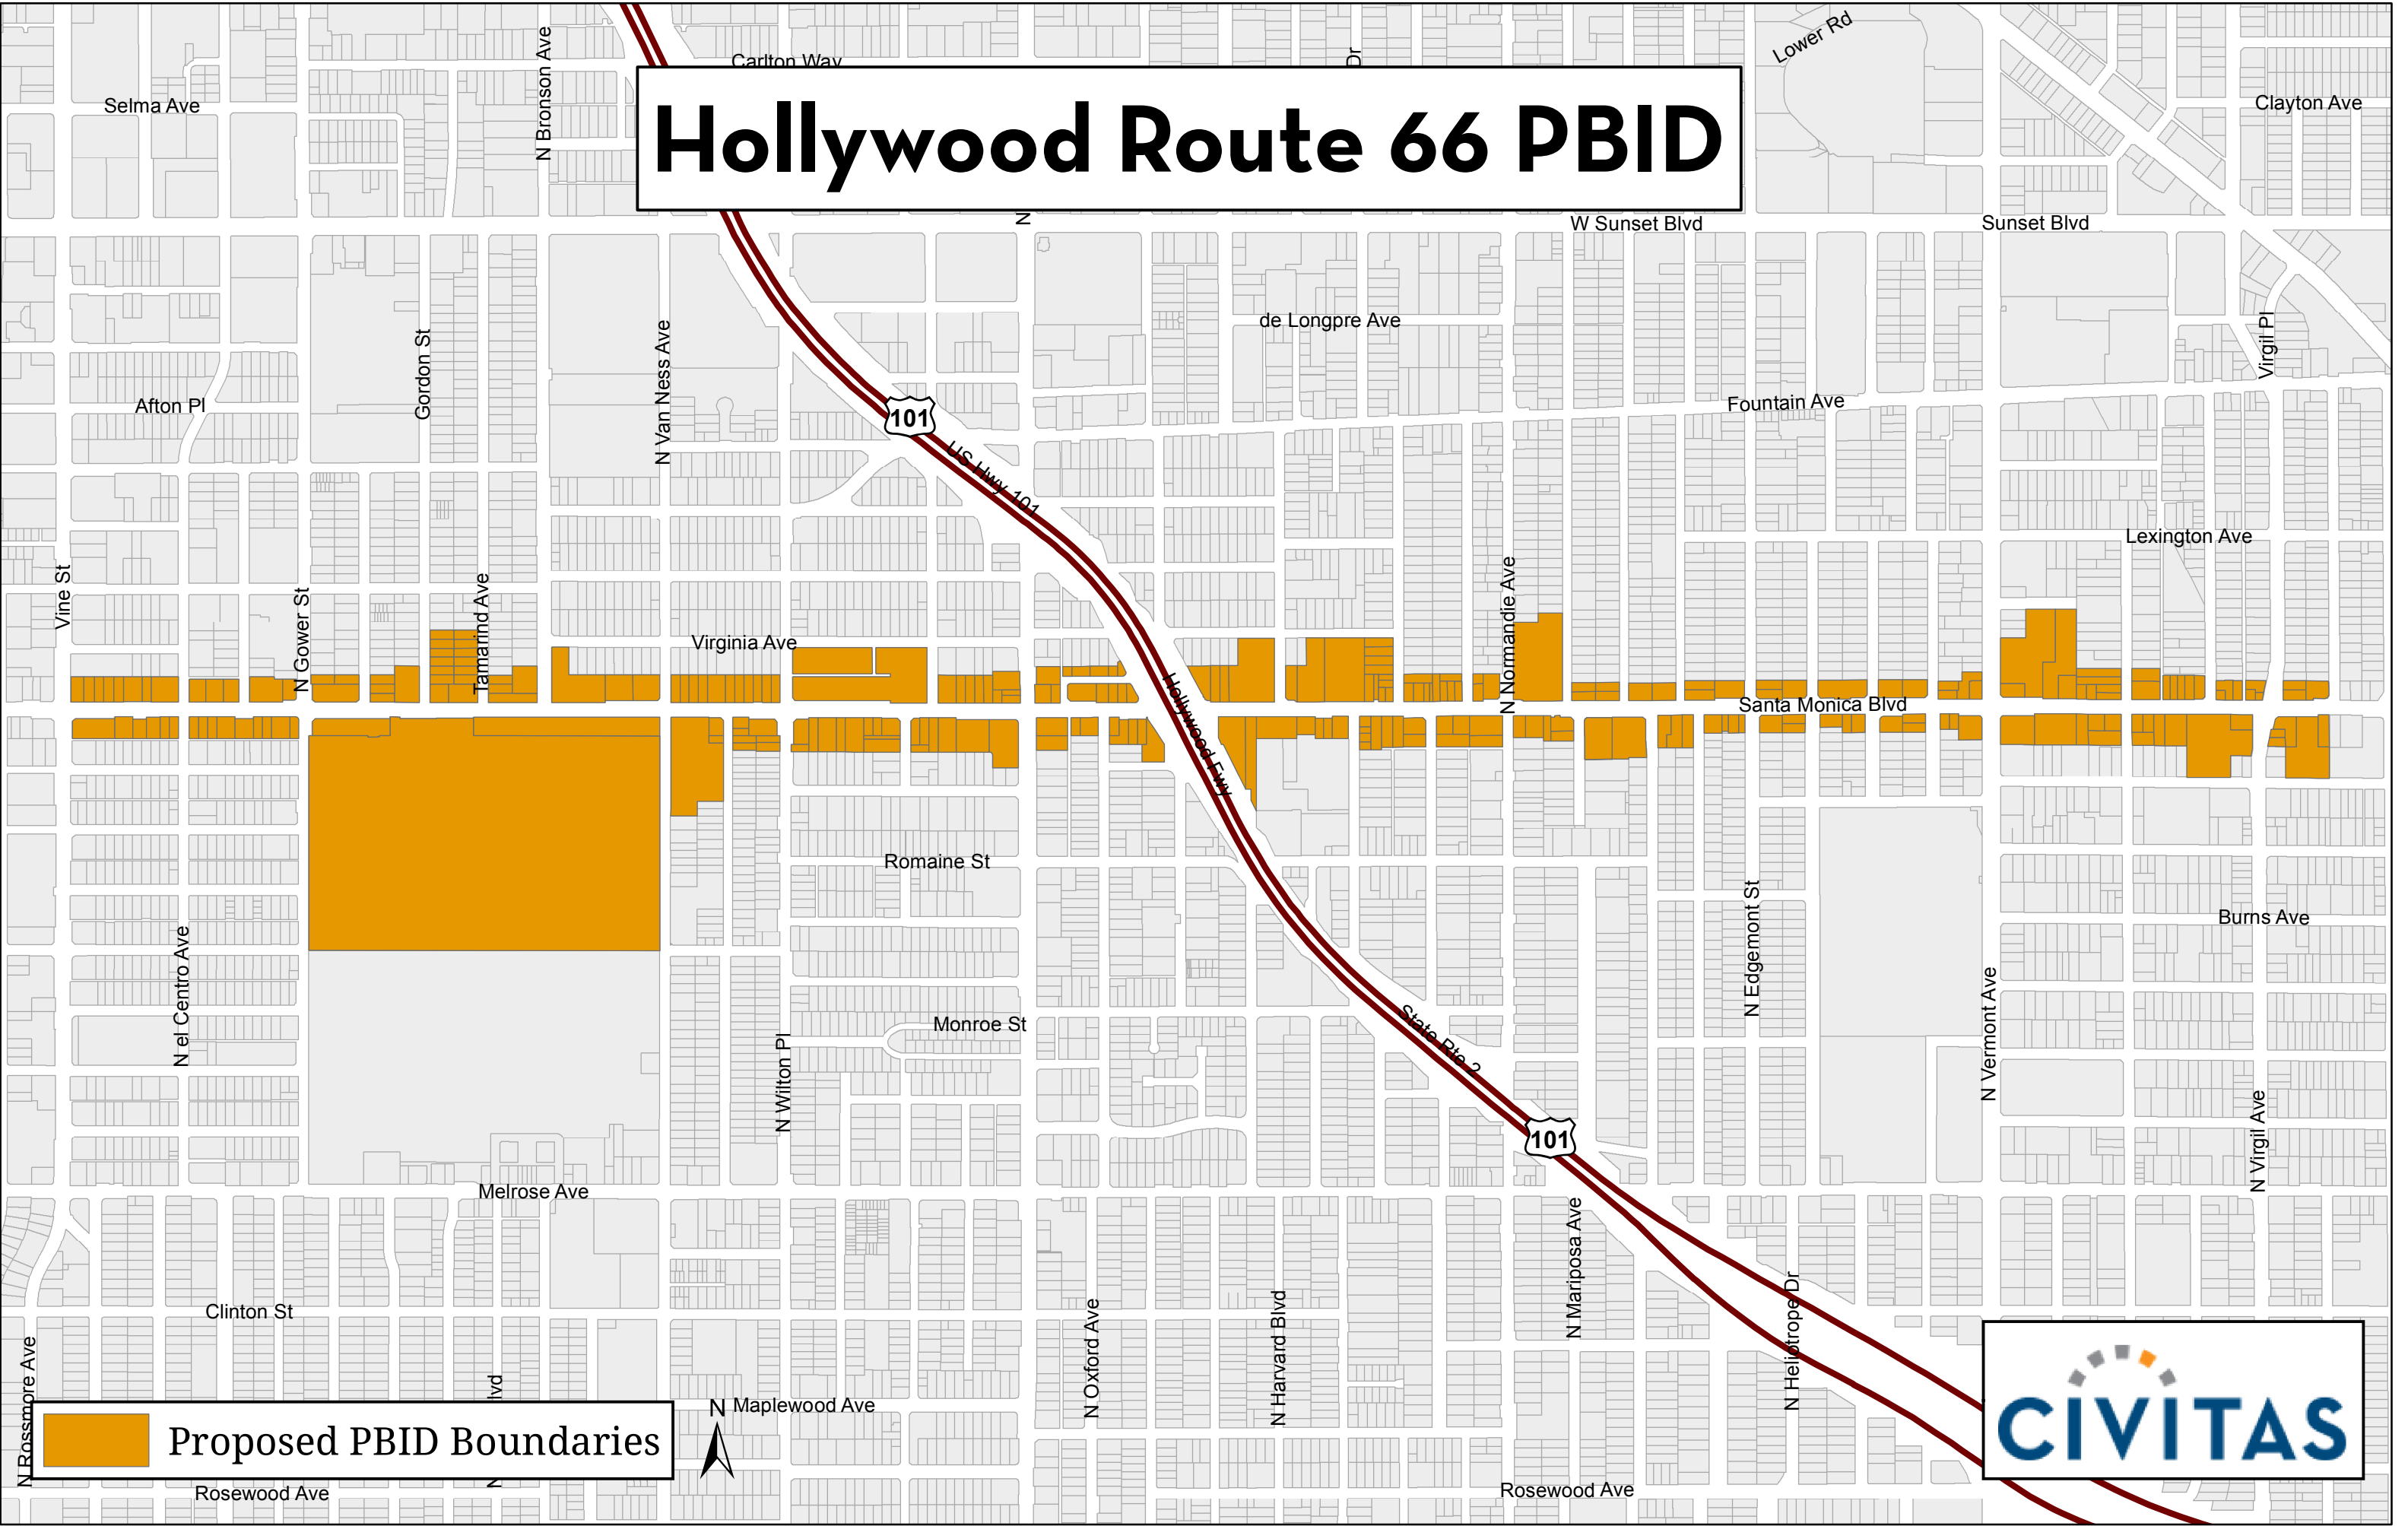 Lower Rd
Carlton Way
Dr
N Bronson Ave
Selma Ave
Clayton Ave
Hollywood Route 66 PBID
N
W Sunset Blvd
Sunset Blvd
de Longpre Ave
Virgil Pl
Gordon St
N Van Ness Ave
Afton Pl
Fountain Ave
101
US Hwy 101
Lexington Ave
Vine St
N Gower St
Tamarind Ave
Virginia Ave
N Normandie Ave
Santa Monica Blvd
Hollywood Fwy
Romaine St
N Edgemont St
Burns Ave
N el Centro Ave
Monroe St
N Wilton Pl
State Rte 2
N Vermont Ave
101
N Virgil Ave
Melrose Ave
N Mariposa Ave
Clinton St
N Oxford Ave
N Harvard Blvd
N Heliotrope Dr
N Rossmore Ave
lvd
N
Maplewood Ave
N
Proposed PBID Boundaries
CIVITAS
Rosewood Ave
Rosewood Ave